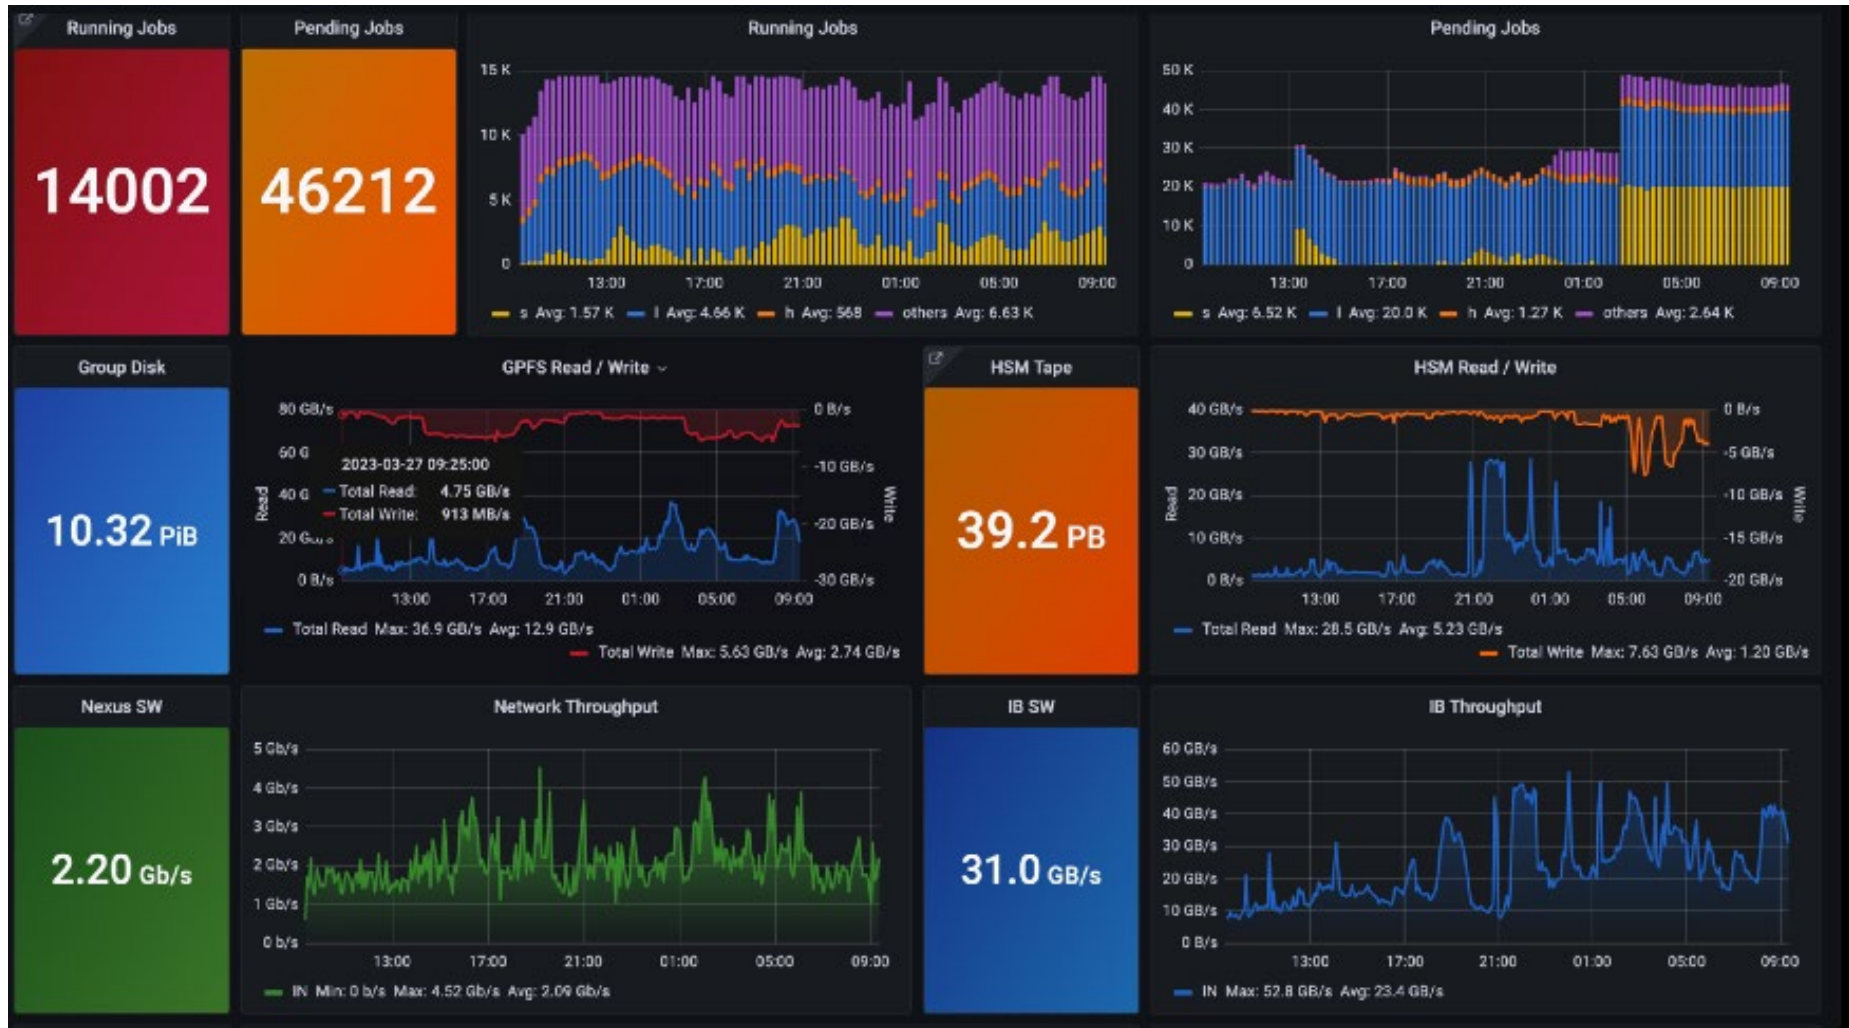 Running Jobs
14002
Pending Jobs
46212
Running Jobs
15 K
10 K
5 K
0
13:00 17:00 21:00 01:00 05:00 09:00
s Avg: 1.57 K l Avg: 4.66 K h Avg: 568 others Avg: 6.63 K
Pending Jobs
50 K
40 K
30 K
20 K
10 K
0
13:00 17:00 21:00 01:00 05:00 09:00
s Avg: 6.52 K l Avg: 20.0 K h Avg: 1.27 K others Avg: 2.64 K
Group Disk
10.32 PiB
GPFS Read / Write
80 GB/s
60 G
40 G
20 G
0 B/s
Read
2023-03-27 09:25:00
Total Read: 4.75 GB/s
Total Write: 913 MB/s
0 B/s
-10 GB/s
-20 GB/s
-30 GB/s
Write
13:00 17:00 21:00 01:00 05:00 09:00
Total Read Max: 36.9 GB/s Avg: 12.9 GB/s
Total Write Max: 5.63 GB/s Avg: 2.74 GB/s
HSM Tape
39.2 PB
HSM Read / Write
40 GB/s
30 GB/s
20 GB/s
10 GB/s
0 B/s
Read
0 B/s
-5 GB/s
-10 GB/s
-15 GB/s
-20 GB/s
Write
13:00 17:00 21:00 01:00 05:00 09:00
Total Read Max: 28.5 GB/s Avg: 5.23 GB/s
Total Write Max: 7.63 GB/s Avg: 1.20 GB/s
Nexus SW
2.20 Gb/s
Network Throughput
5 Gb/s
4 Gb/s
3 Gb/s
2 Gb/s
1 Gb/s
0 b/s
13:00 17:00 21:00 01:00 05:00 09:00
IN Min: 0 b/s Max: 4.52 Gb/s Avg: 2.09 Gb/s
IB SW
31.0 GB/s
IB Throughput
60 GB/s
50 GB/s
40 GB/s
30 GB/s
20 GB/s
10 GB/s
0 B/s
13:00 17:00 21:00 01:00 05:00 09:00
IN Max: 52.8 GB/s Avg: 23.4 GB/s